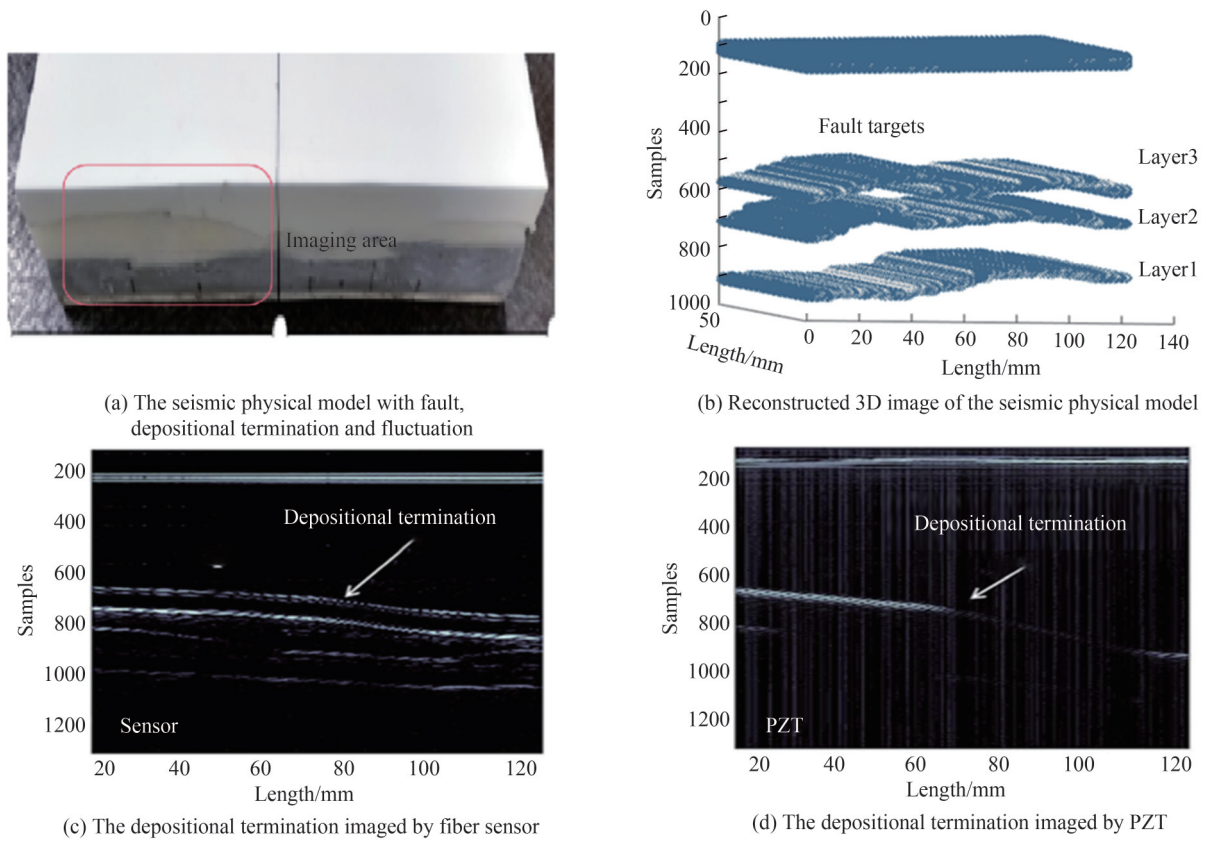 Imaging area
(a) The seismic physical model with fault,
depositional termination and fluctuation
0
200
400
600
800
1000
Samples
Fault targets
Layer3
Layer2
Layer1
50
0 20 40 60 80 100 120 140
Length/mm
Length/mm
(b) Reconstructed 3D image of the seismic physical model
200
400
600
800
1000
1200
Samples
Depositional termination
Sensor
20 40 60 80 100 120
Length/mm
(c) The depositional termination imaged by fiber sensor
200
400
600
800
1000
1200
Samples
Depositional termination
PZT
20 40 60 80 100 120
Length/mm
(d) The depositional termination imaged by PZT